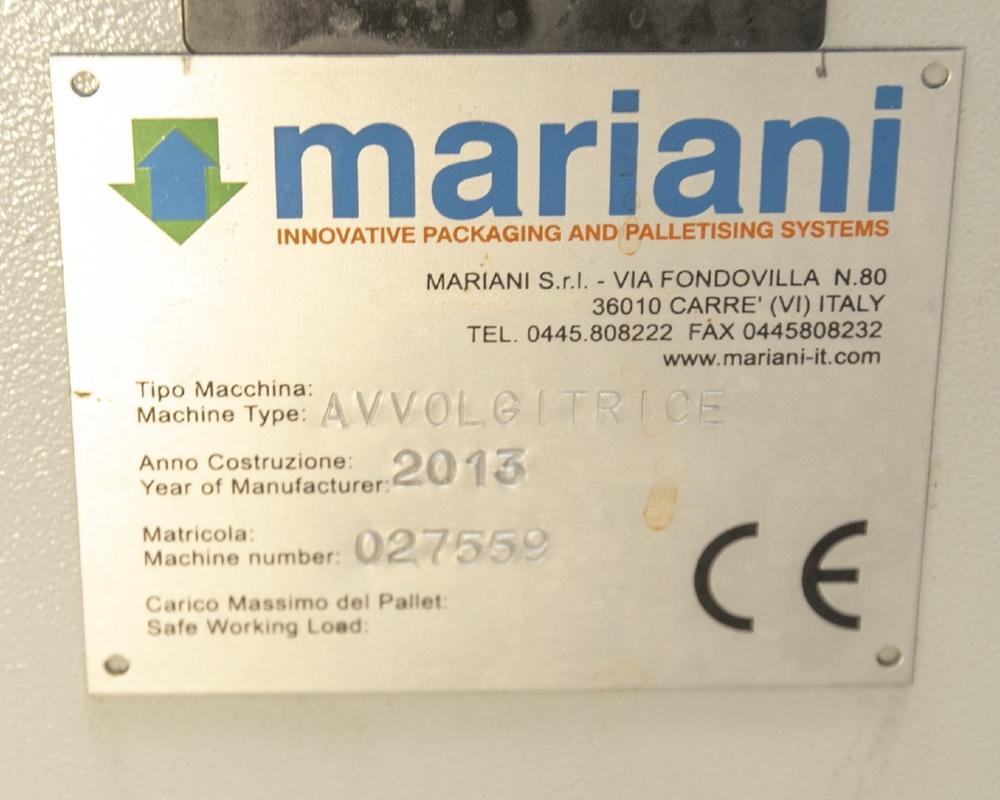 mariani
INNOVATIVE PACKAGING AND PALLETISING SYSTEMS
MARIANI S.r.l. - VIA FONDOVILLA N.80
36010 CARRE' (VI) ITALY
TEL. 0445.808222 FAX 0445808232
www.mariani-it.com
Tipo Macchina:
Machine Type: AVVOLGITRICE
Anno Costruzione:
Year of Manufacturer: 2013
Matricola:
Machine number: 027559
Carico Massimo del Pallet:
Safe Working Load:
CE